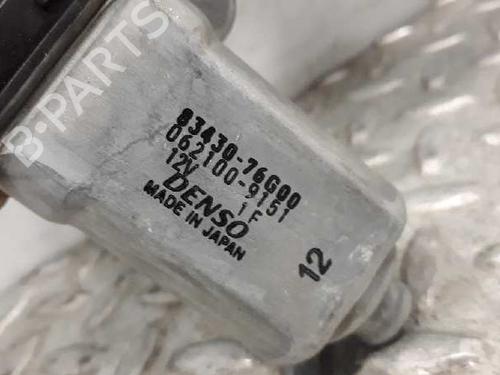 B-PARTS
83430-76G00
062100-9151
12V 1F
DENSO
MADE IN JAPAN
12